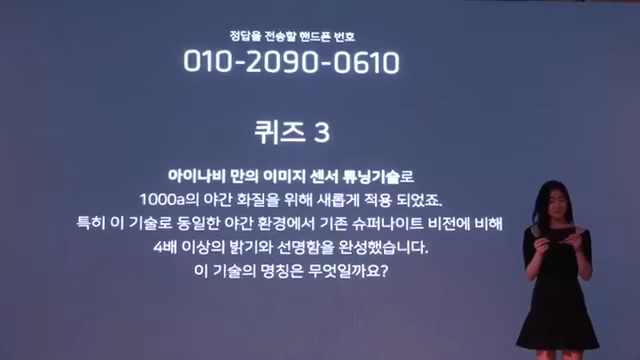 정답을 전송할 핸드폰 번호
010-2090-0610
퀴즈 3
아이나비 만의 이미지 센서 튜닝기술로
1000a의 야간 화질을 위해 새롭게 적용 되었죠.
특히 이 기술로 동일한 야간 환경에서 기존 슈퍼나이트 비전에 비해
4배 이상의 밝기와 선명함을 완성했습니다.
이 기술의 명칭은 무엇일까요?